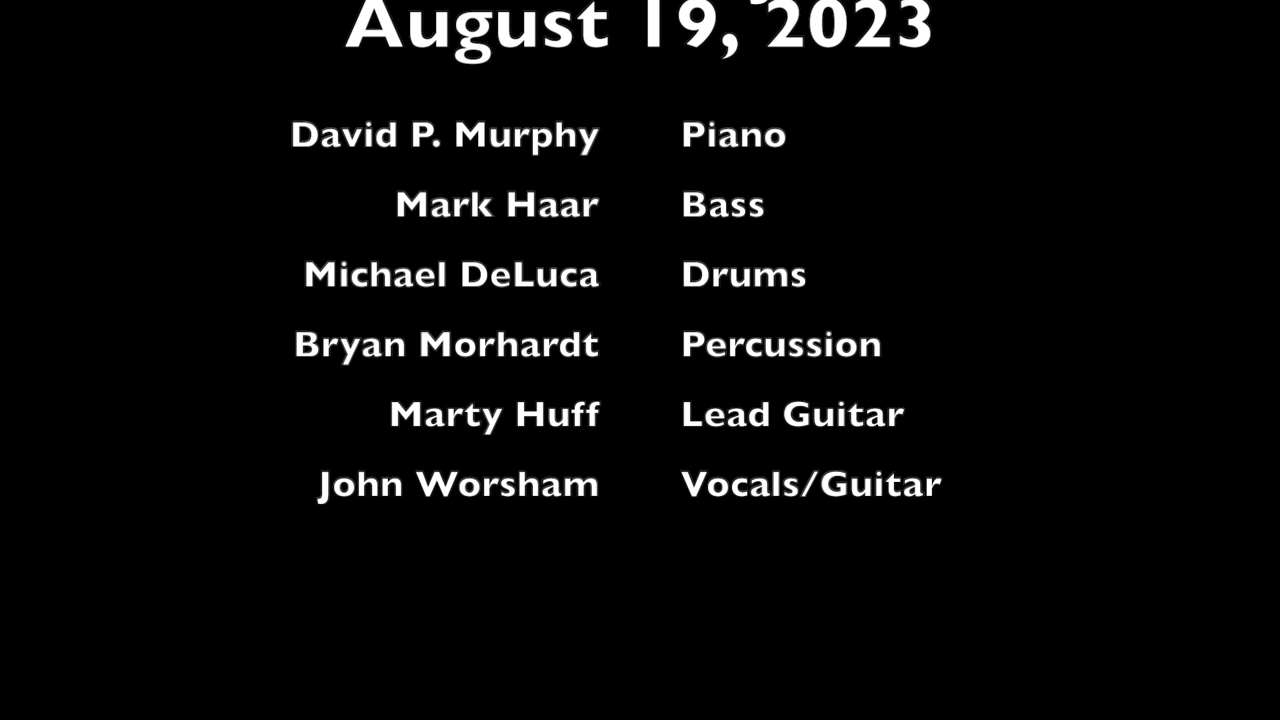 August 19, 2023
David P. Murphy Piano
Mark Haar Bass
Michael DeLuca Drums
Bryan Morhardt Percussion
Marty Huff Lead Guitar
John Worsham Vocals/Guitar